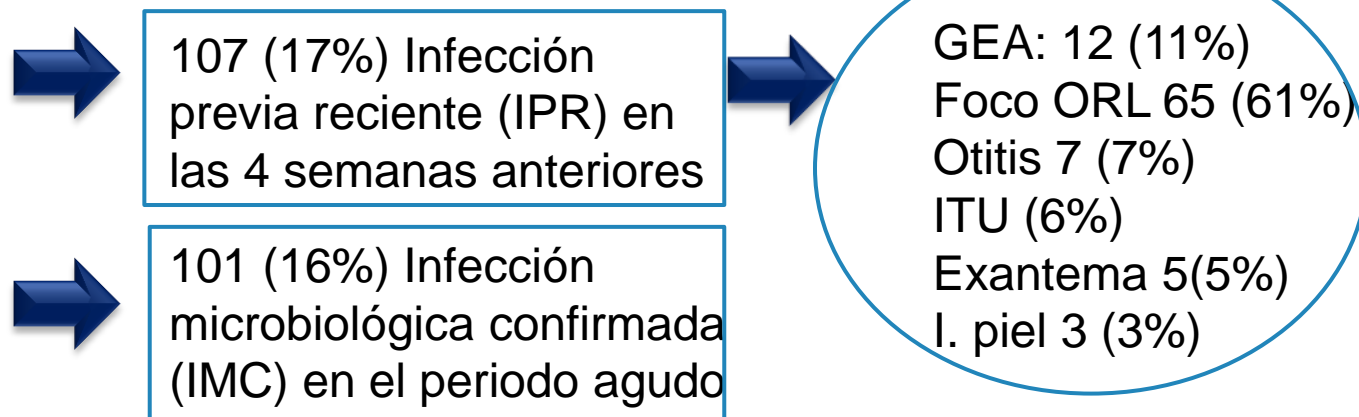 107 (17%) Infección
previa reciente (IPR) en
las 4 semanas anteriores
GEA: 12 (11%)
Foco ORL 65 (61%)
Otitis 7 (7%)
ITU (6%)
Exantema 5(5%)
I. piel 3 (3%)
101 (16%) Infección
microbiológica confirmada
(IMC) en el periodo agudo